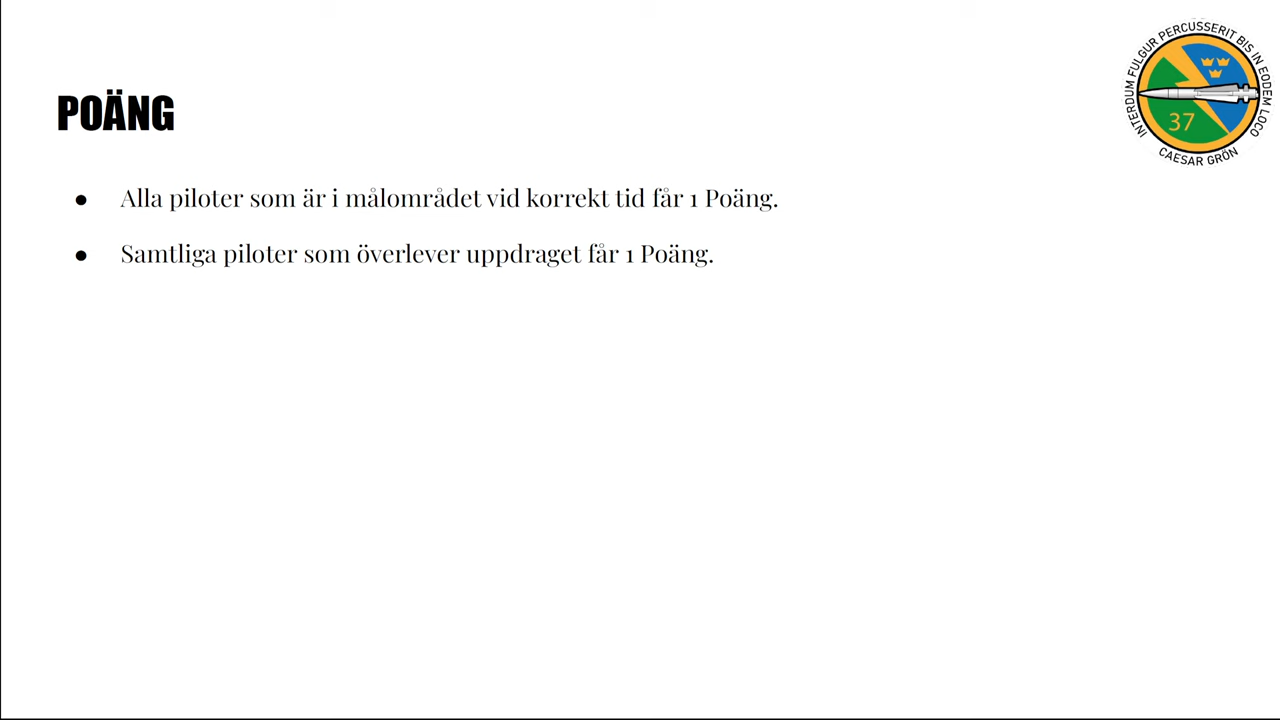 POÄNG
● Alla piloter som är i målområdet vid korrekt tid får 1 Poäng.
● Samtliga piloter som överlever uppdraget får 1 Poäng.
INTERDUM FULGUR PERCUSSERIT BIS IN EODEM LOCO
37
CAESAR GRÖN